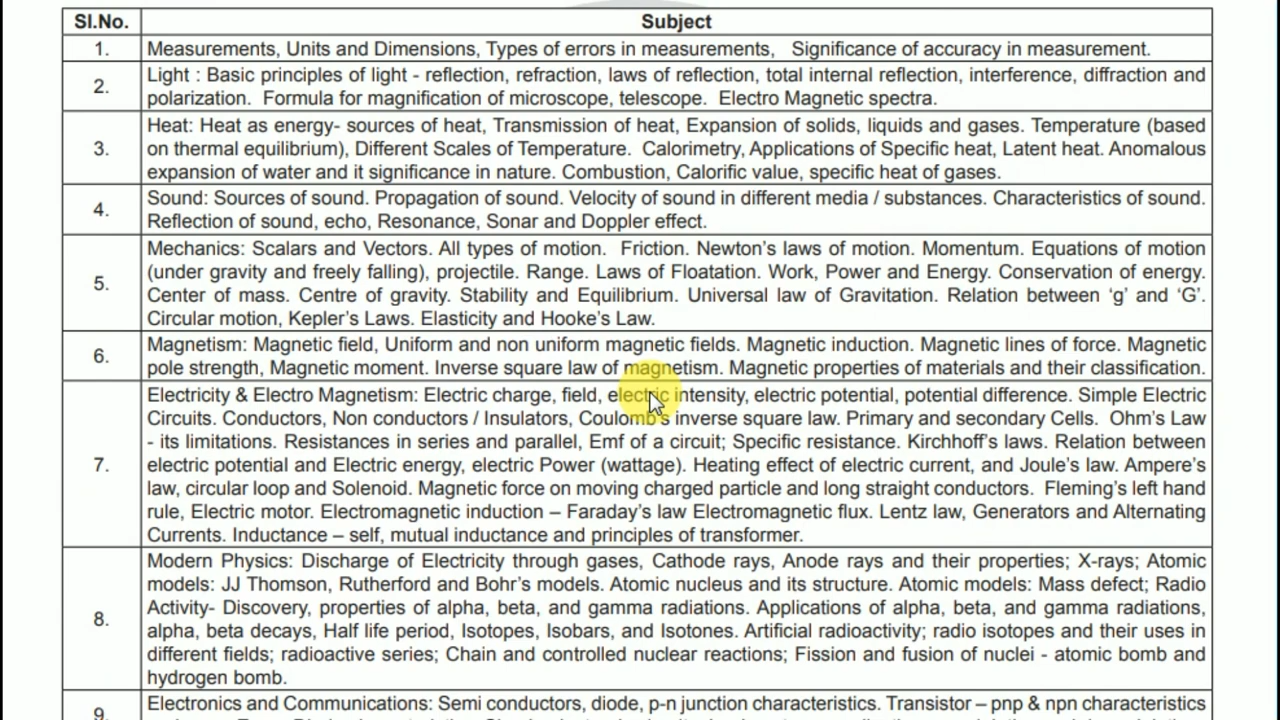 Sl.No. Subject
1. Measurements, Units and Dimensions, Types of errors in measurements, Significance of accuracy in measurement.
2. Light : Basic principles of light - reflection, refraction, laws of reflection, total internal reflection, interference, diffraction and
polarization. Formula for magnification of microscope, telescope. Electro Magnetic spectra.
3. Heat: Heat as energy- sources of heat, Transmission of heat, Expansion of solids, liquids and gases. Temperature (based
on thermal equilibrium), Different Scales of Temperature. Calorimetry, Applications of Specific heat, Latent heat. Anomalous
expansion of water and it significance in nature. Combustion, Calorific value, specific heat of gases.
4. Sound: Sources of sound. Propagation of sound. Velocity of sound in different media / substances. Characteristics of sound.
Reflection of sound, echo, Resonance, Sonar and Doppler effect.
5. Mechanics: Scalars and Vectors. All types of motion. Friction. Newton's laws of motion. Momentum. Equations of motion
(under gravity and freely falling), projectile. Range. Laws of Floatation. Work, Power and Energy. Conservation of energy.
Center of mass. Centre of gravity. Stability and Equilibrium. Universal law of Gravitation. Relation between 'g' and 'G'.
Circular motion, Kepler's Laws. Elasticity and Hooke's Law.
6. Magnetism: Magnetic field, Uniform and non uniform magnetic fields. Magnetic induction. Magnetic lines of force. Magnetic
pole strength, Magnetic moment. Inverse square law of magnetism. Magnetic properties of materials and their classification.
7. Electricity & Electro Magnetism: Electric charge, field, electric intensity, electric potential, potential difference. Simple Electric
Circuits. Conductors, Non conductors / Insulators, Coulomb's inverse square law. Primary and secondary Cells. Ohm's Law
- its limitations. Resistances in series and parallel, Emf of a circuit; Specific resistance. Kirchhoff's laws. Relation between
electric potential and Electric energy, electric Power (wattage). Heating effect of electric current, and Joule's law. Ampere's
law, circular loop and Solenoid. Magnetic force on moving charged particle and long straight conductors. Fleming's left hand
rule, Electric motor. Electromagnetic induction – Faraday's law Electromagnetic flux. Lentz law, Generators and Alternating
Currents. Inductance – self, mutual inductance and principles of transformer.
8. Modern Physics: Discharge of Electricity through gases, Cathode rays, Anode rays and their properties; X-rays; Atomic
models: JJ Thomson, Rutherford and Bohr's models. Atomic nucleus and its structure. Atomic models: Mass defect; Radio
Activity- Discovery, properties of alpha, beta, and gamma radiations. Applications of alpha, beta, and gamma radiations,
alpha, beta decays, Half life period, Isotopes, Isobars, and Isotones. Artificial radioactivity; radio isotopes and their uses in
different fields; radioactive series; Chain and controlled nuclear reactions; Fission and fusion of nuclei - atomic bomb and
hydrogen bomb.
9. Electronics and Communications: Semi conductors, diode, p-n junction characteristics. Transistor – pnp & npn characteristics